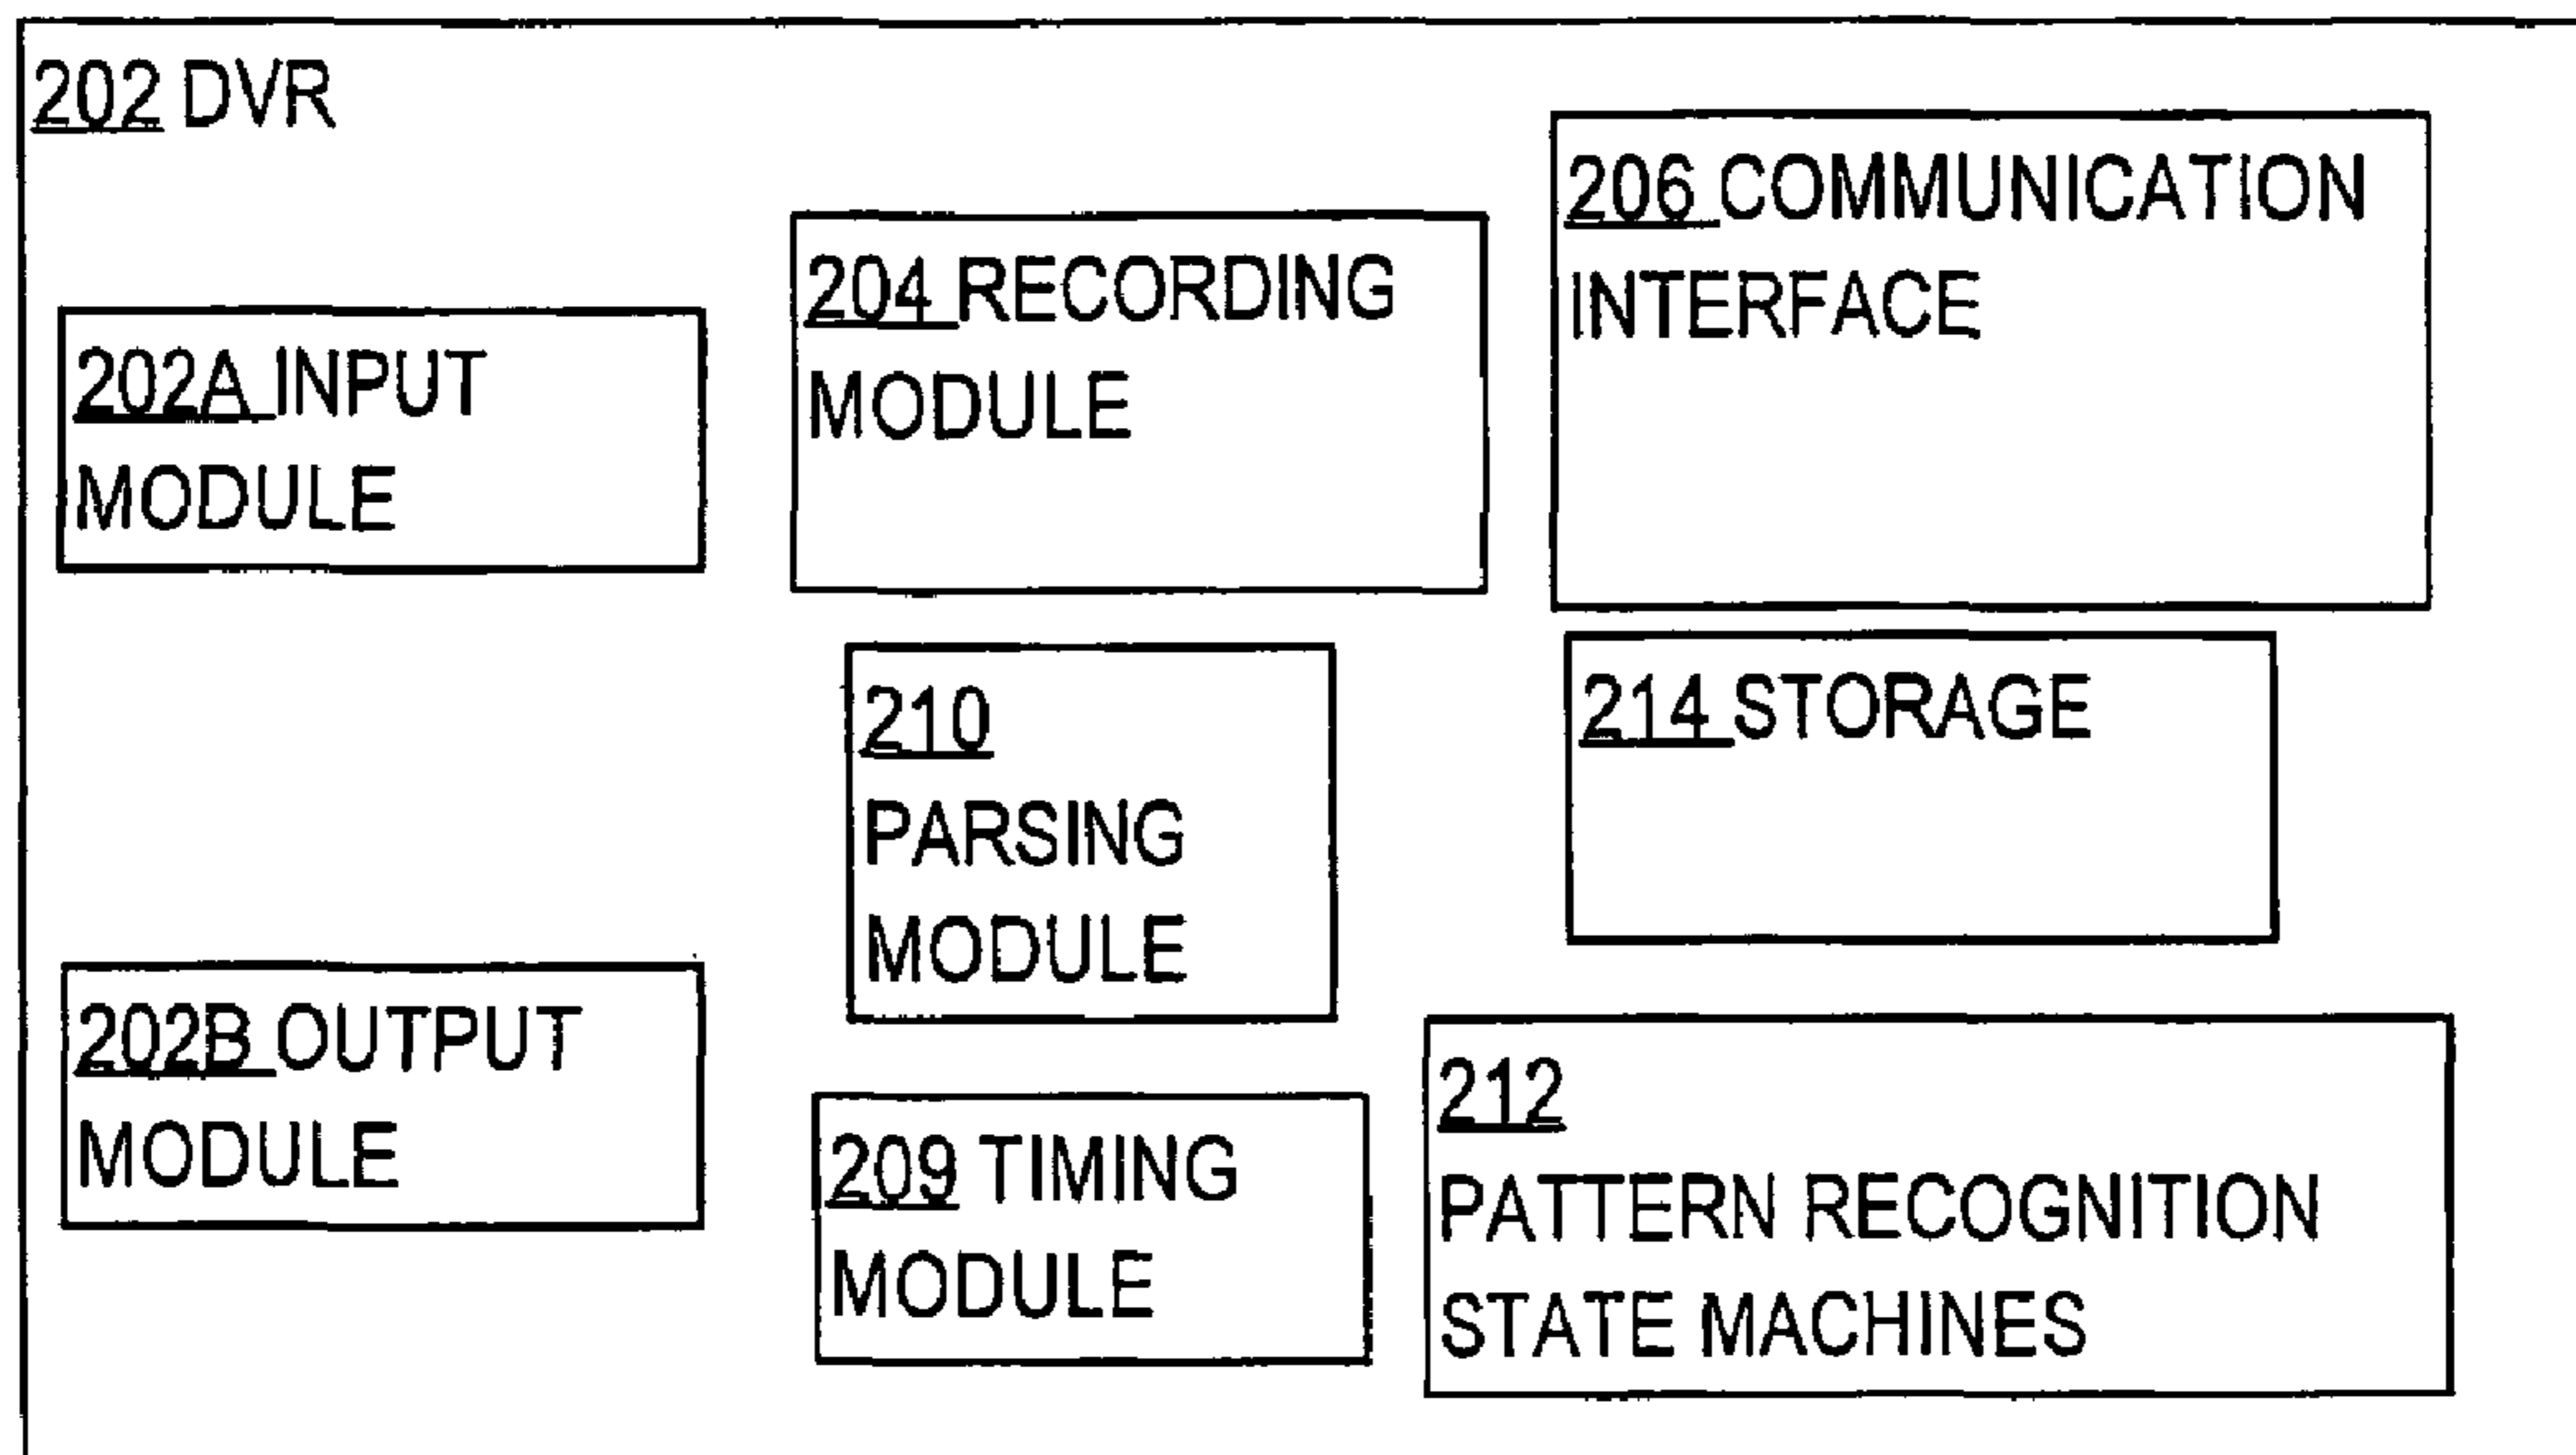 202 DVR
202A INPUT
MODULE
204 RECORDING
MODULE
206 COMMUNICATION
INTERFACE
210
PARSING
MODULE
214 STORAGE
202B OUTPUT
MODULE
209 TIMING
MODULE
212
PATTERN RECOGNITION
STATE MACHINES